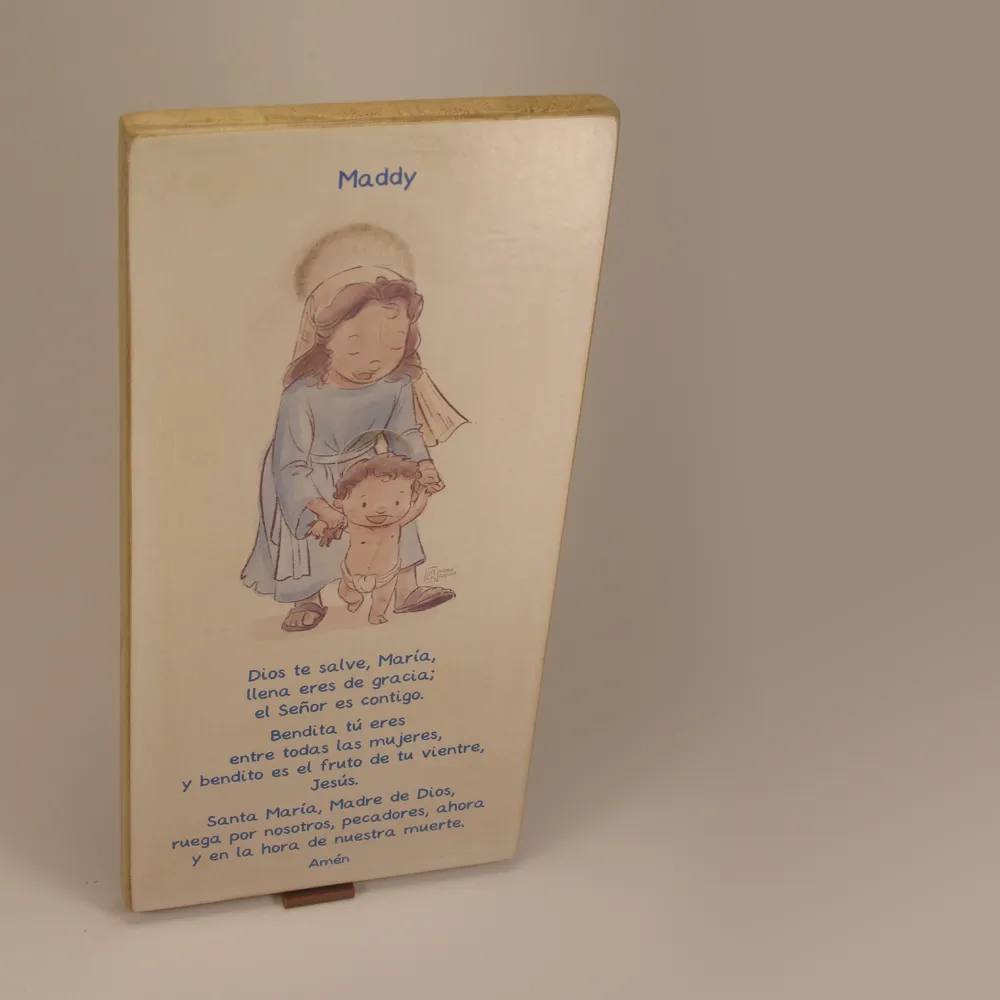 Maddy
Dios te salve, María,
llena eres de gracia;
el Señor es contigo.
Bendita tú eres
entre todas las mujeres,
y bendito es el fruto de tu vientre,
Jesús.
Santa María, Madre de Dios,
ruega por nosotros, pecadores, ahora
y en la hora de nuestra muerte.
Amén